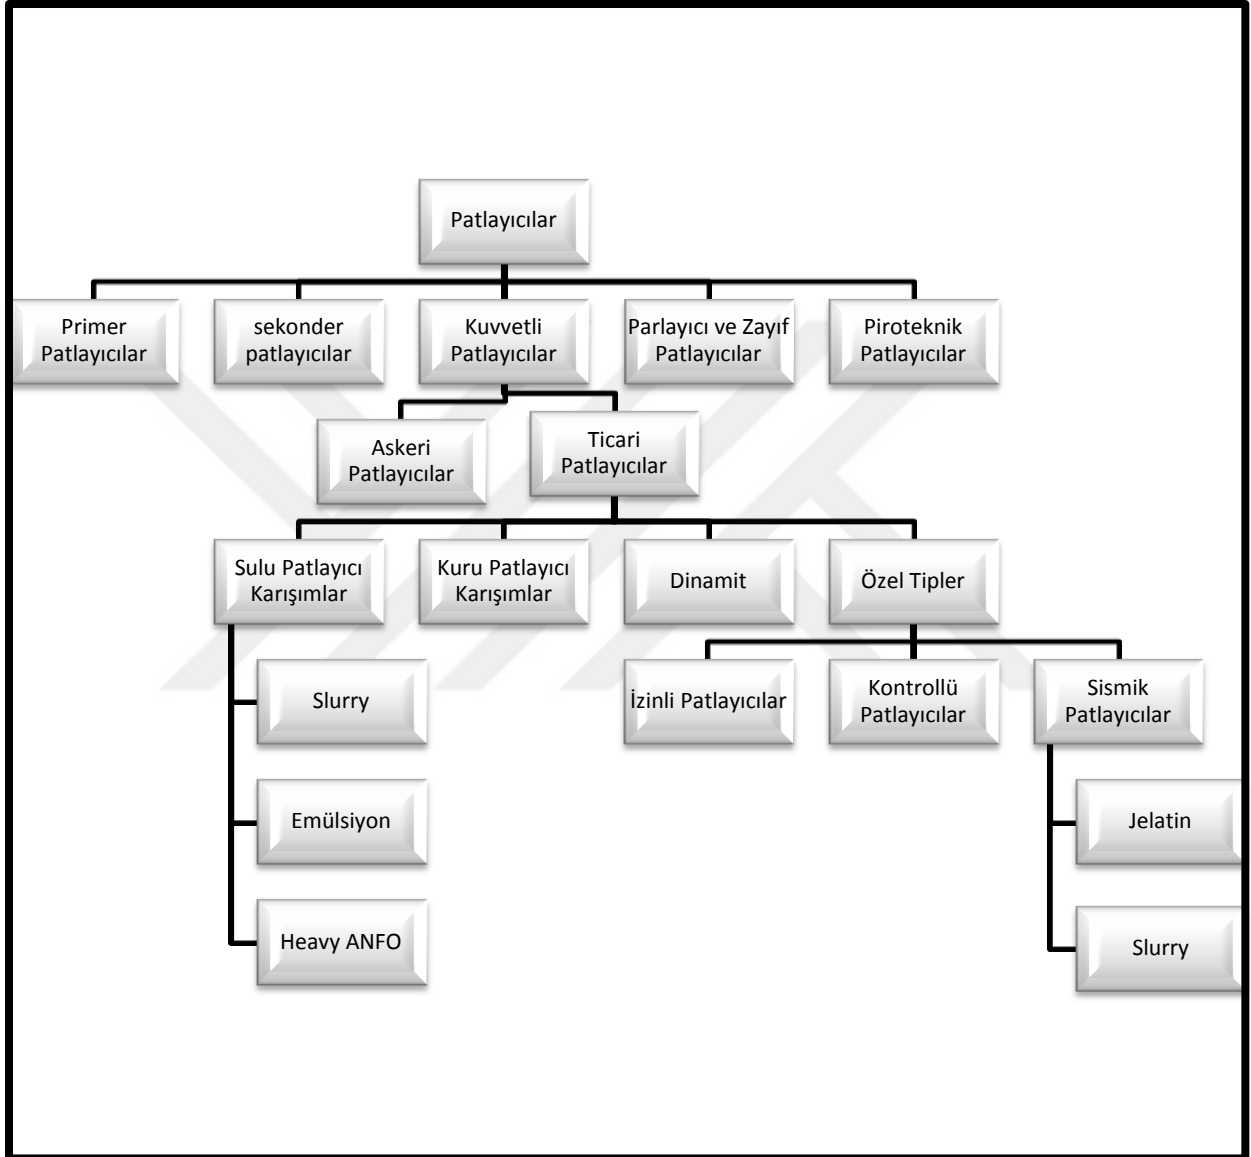 Patlayıcılar
Primer
Patlayıcılar
sekonder
patlayıcılar
Kuvvetli
Patlayıcılar
Parlayıcı ve Zayıf
Patlayıcılar
Piroteknik
Patlayıcılar
Askeri
Patlayıcılar
Ticari
Patlayıcılar
Sulu Patlayıcı
Karışımlar
Kuru Patlayıcı
Karışımlar
Dinamit
Özel Tipler
Slurry
İzinli Patlayıcılar
Kontrollü
Patlayıcılar
Sismik
Patlayıcılar
Emülsiyon
Jelatin
Heavy ANFO
Slurry